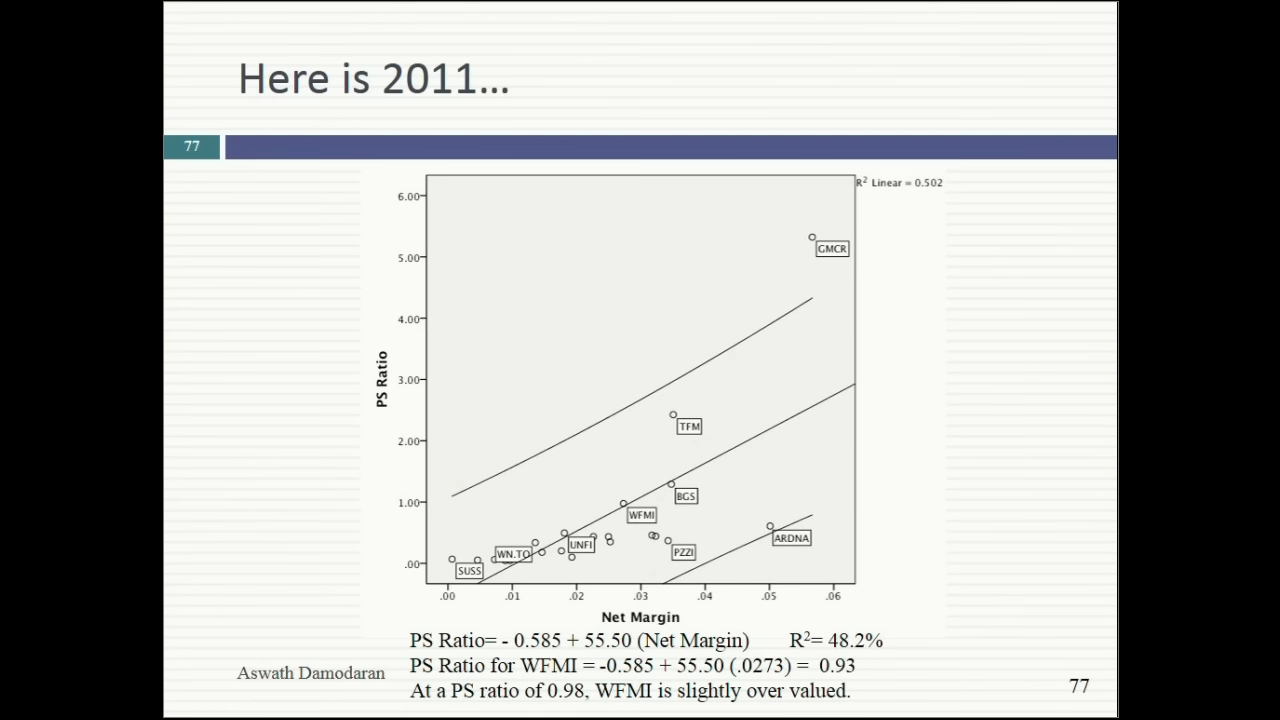 Here is 2011...
77
R² Linear = 0.502
6.00
5.00
4.00
3.00
2.00
1.00
.00
PS Ratio
GMCR
TFM
BGS
WFMI
UNFI
WN.TO
SUSS
PZZI
ARDNA
.00 .01 .02 .03 .04 .05 .06
Net Margin
PS Ratio= - 0.585 + 55.50 (Net Margin) R²= 48.2%
PS Ratio for WFMI = -0.585 + 55.50 (.0273) = 0.93
At a PS ratio of 0.98, WFMI is slightly over valued.
Aswath Damodaran
77